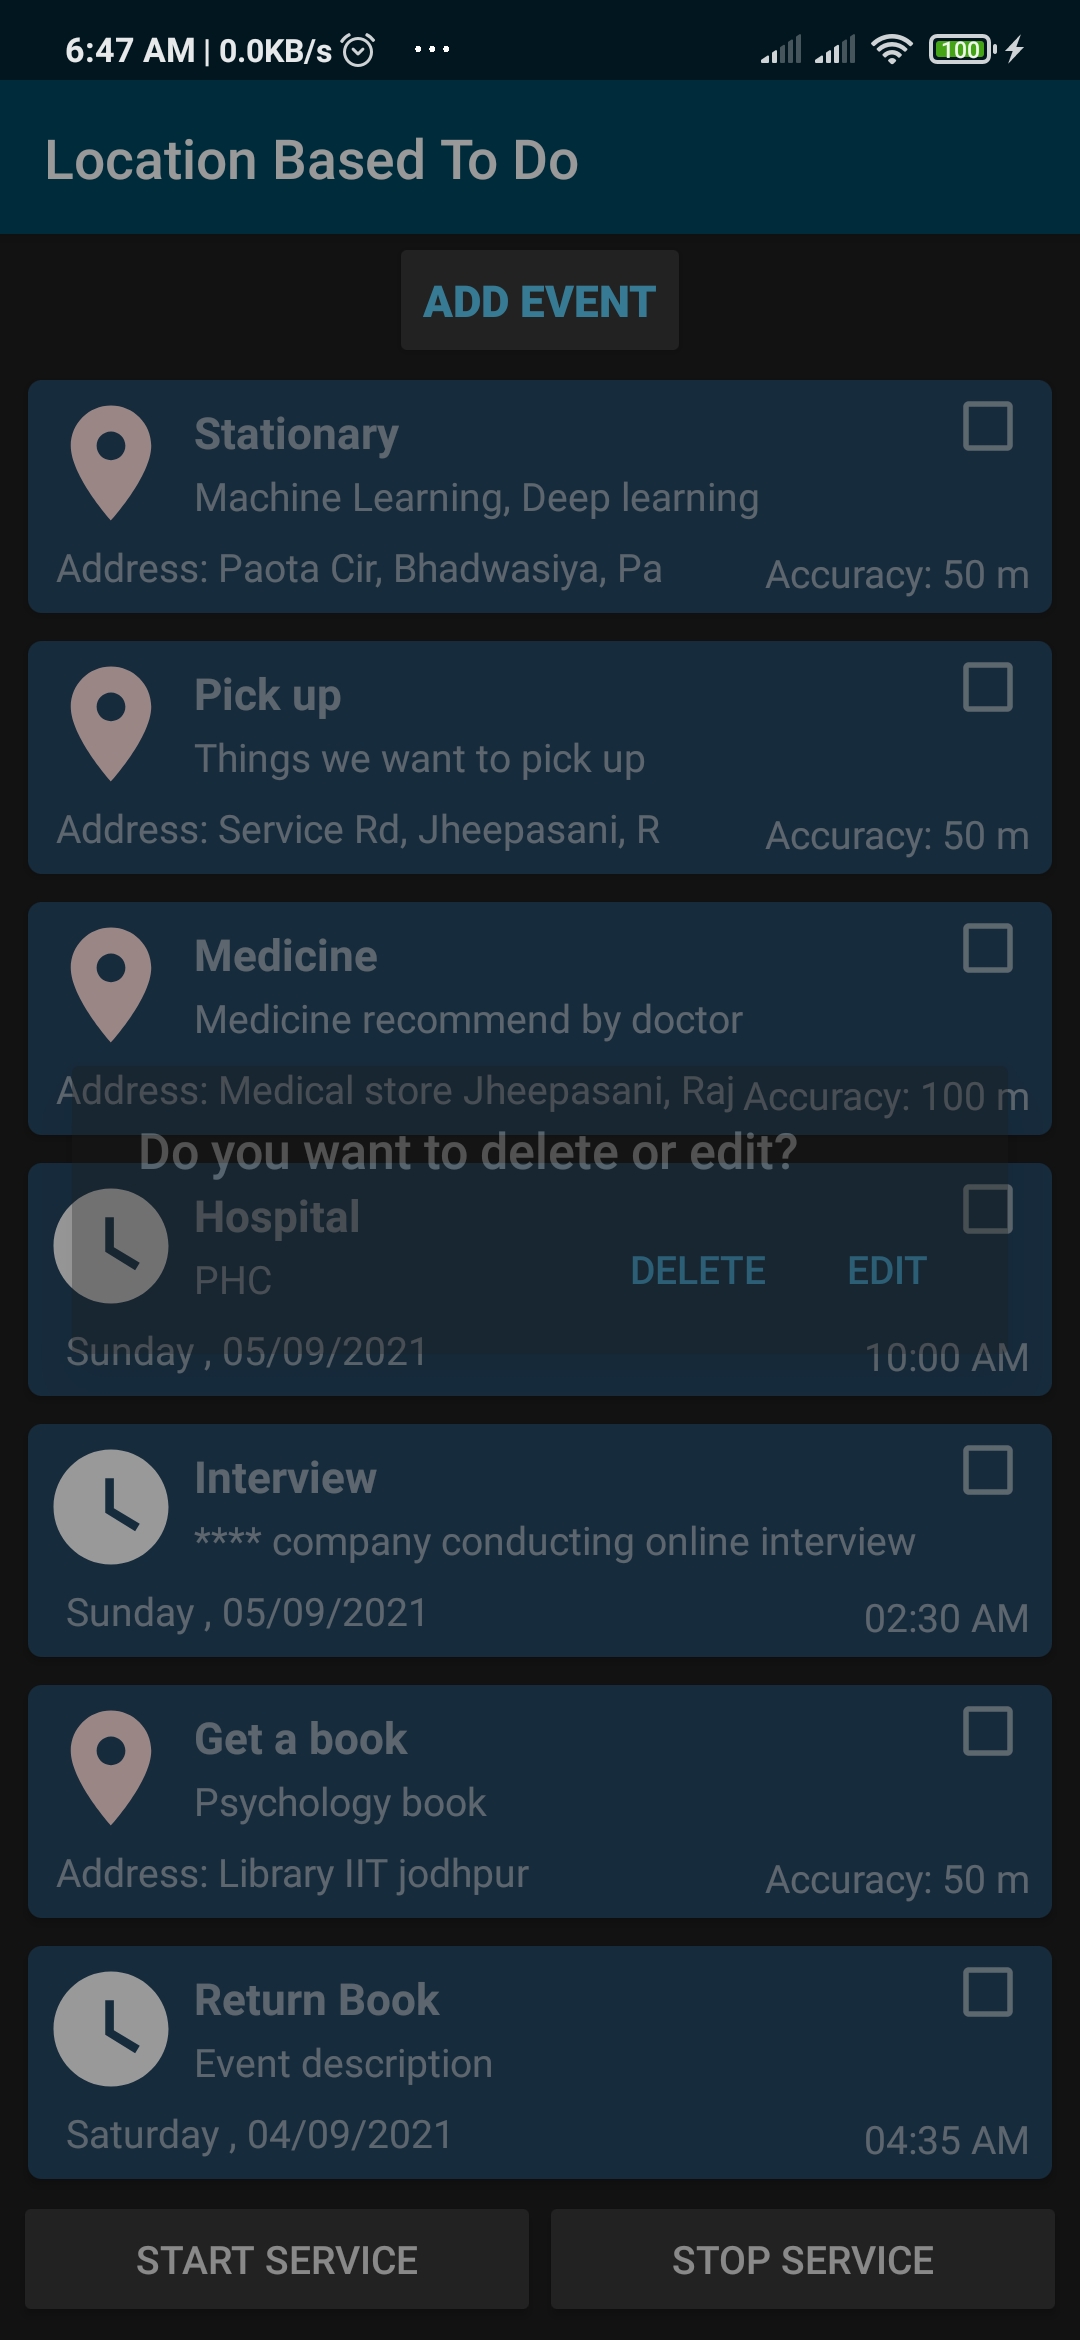 6:47 AM | 0.0KB/s ... 100
Location Based To Do
ADD EVENT
Stationary
Machine Learning, Deep learning
Address: Paota Cir, Bhadwasiya, Pa Accuracy: 50 m
Pick up
Things we want to pick up
Address: Service Rd, Jheepasani, R Accuracy: 50 m
Medicine
Medicine recommend by doctor
Address: Medical store Jheepasani, Raj Accuracy: 100 m
Do you want to delete or edit?
Hospital
PHC
DELETE EDIT
Sunday , 05/09/2021 10:00 AM
Interview
**** company conducting online interview
Sunday , 05/09/2021 02:30 AM
Get a book
Psychology book
Address: Library IIT jodhpur Accuracy: 50 m
Return Book
Event description
Saturday , 04/09/2021 04:35 AM
START SERVICE STOP SERVICE